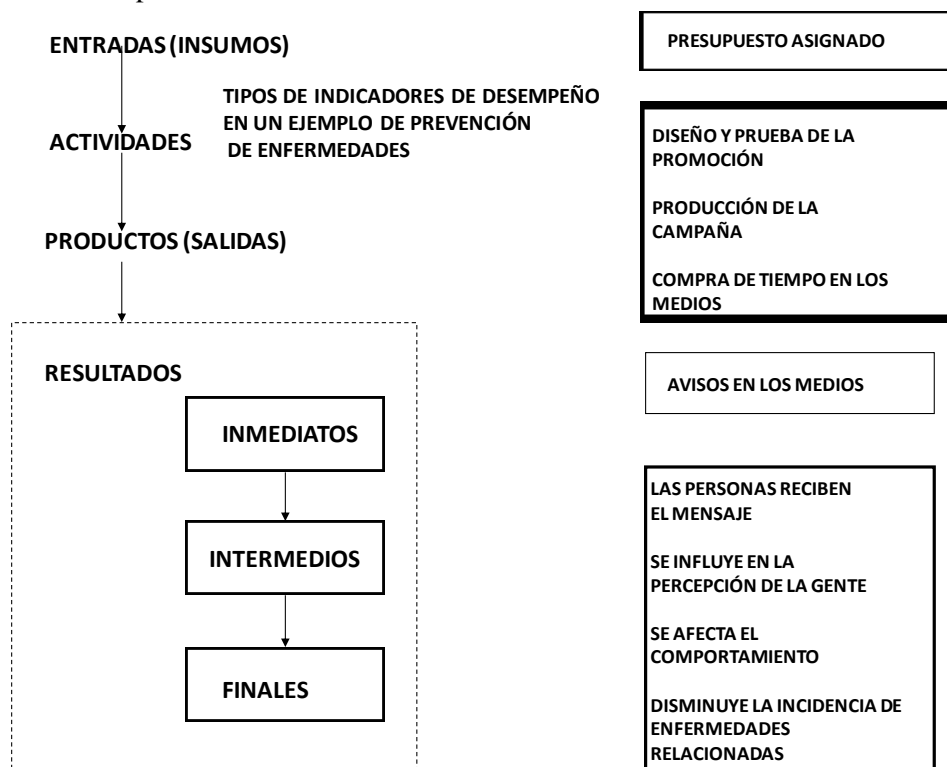 ENTRADAS (INSUMOS)
TIPOS DE INDICADORES DE DESEMPEÑO
EN UN EJEMPLO DE PREVENCIÓN
DE ENFERMEDADES
ACTIVIDADES
PRODUCTOS (SALIDAS)
RESULTADOS
INMEDIATOS
INTERMEDIOS
FINALES
PRESUPUESTO ASIGNADO
DISEÑO Y PRUEBA DE LA
PROMOCIÓN
PRODUCCIÓN DE LA
CAMPAÑA
COMPRA DE TIEMPO EN LOS
MEDIOS
AVISOS EN LOS MEDIOS
LAS PERSONAS RECIBEN
EL MENSAJE
SE INFLUYE EN LA
PERCEPCIÓN DE LA GENTE
SE AFECTA EL
COMPORTAMIENTO
DISMINUYE LA INCIDENCIA DE
ENFERMEDADES
RELACIONADAS